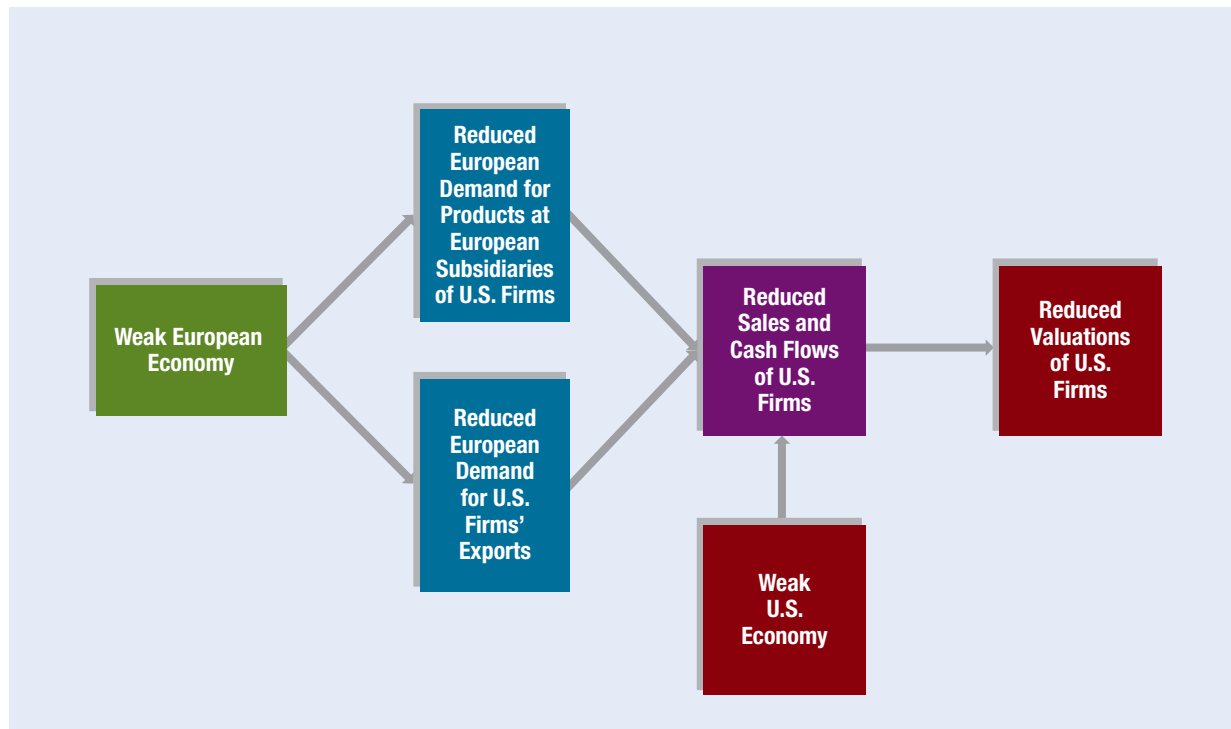 Weak European
Economy
Reduced
European
Demand for
Products at
European
Subsidiaries
of U.S. Firms
Reduced
European
Demand
for U.S.
Firms’
Exports
Reduced
Sales and
Cash Flows
of U.S.
Firms
Weak
U.S.
Economy
Reduced
Valuations
of U.S.
Firms